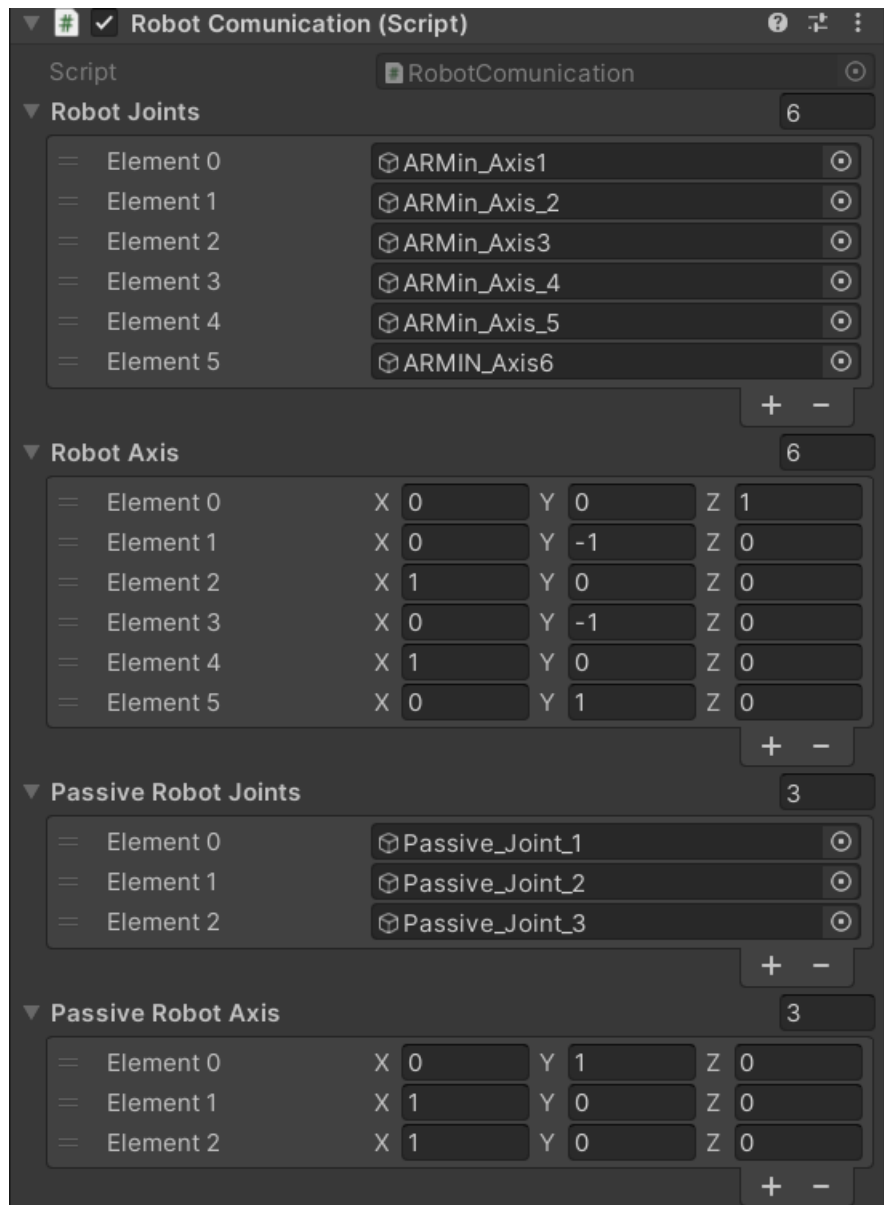 Robot Comunication (Script)
Script RobotComunication
Robot Joints 6
Element 0 ARMin_Axis1
Element 1 ARMin_Axis_2
Element 2 ARMin_Axis3
Element 3 ARMin_Axis_4
Element 4 ARMin_Axis_5
Element 5 ARMIN_Axis6
+ -
Robot Axis 6
Element 0 X 0 Y 0 Z 1
Element 1 X 0 Y -1 Z 0
Element 2 X 1 Y 0 Z 0
Element 3 X 0 Y -1 Z 0
Element 4 X 1 Y 0 Z 0
Element 5 X 0 Y 1 Z 0
+ -
Passive Robot Joints 3
Element 0 Passive_Joint_1
Element 1 Passive_Joint_2
Element 2 Passive_Joint_3
+ -
Passive Robot Axis 3
Element 0 X 0 Y 1 Z 0
Element 1 X 1 Y 0 Z 0
Element 2 X 1 Y 0 Z 0
+ -